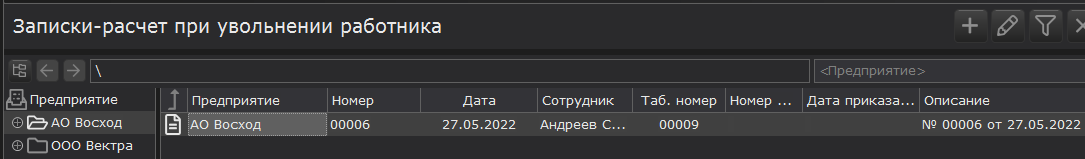 Записки-расчет при увольнении работника
\ <Предприятие>
Предприятие Предприятие Номер Дата Сотрудник Таб. номер Номер ... Дата приказа... Описание
АО Восход АО Восход 00006 27.05.2022 Андреев С... 00009 № 00006 от 27.05.2022
ООО Вектра